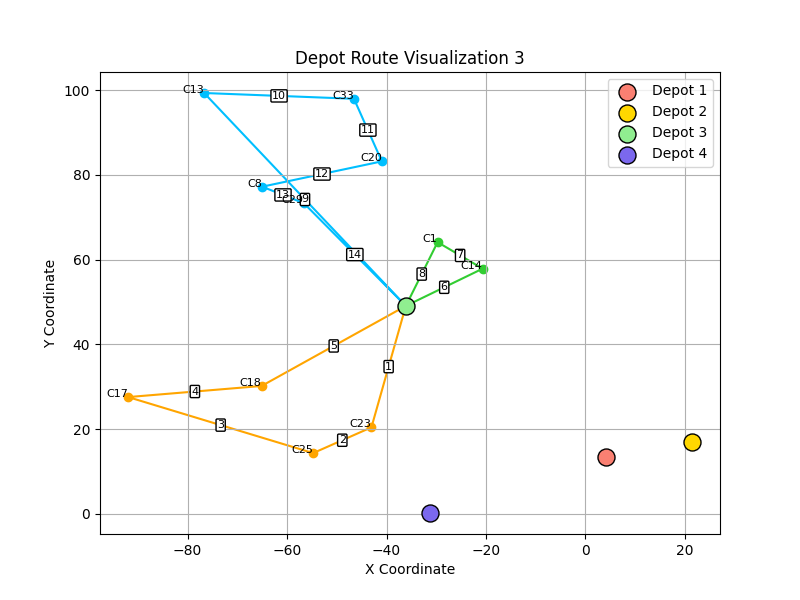 Depot Route Visualization 3
Depot 1
Depot 2
Depot 3
Depot 4
Y Coordinate
100
80
60
40
20
0
C13
10
C33
11
C20
12
C8
13
C29
9
14
C1
7
C14
8
6
5
1
C17
4
C18
3
C23
2
C25
−80
−60
−40
−20
0
20
X Coordinate